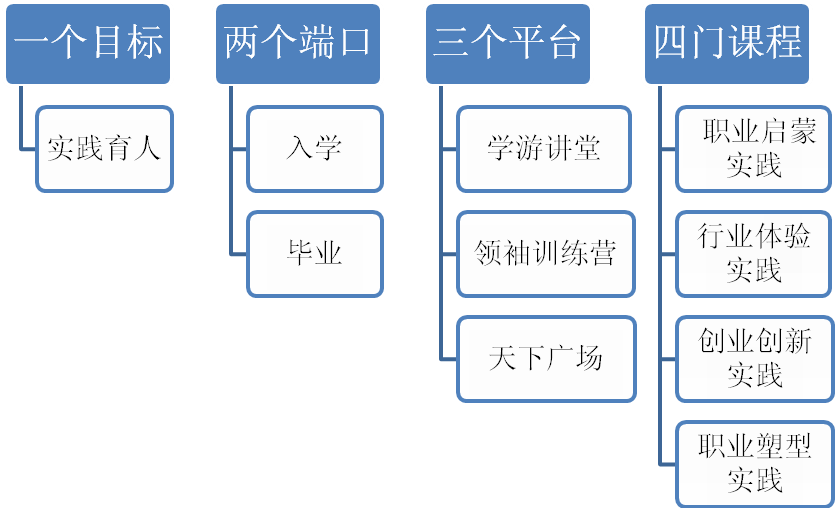 一个目标
实践育人
两个端口
入学
毕业
三个平台
学游讲堂
领袖训练营
天下广场
四门课程
职业启蒙
实践
行业体验
实践
创业创新
实践
职业塑型
实践